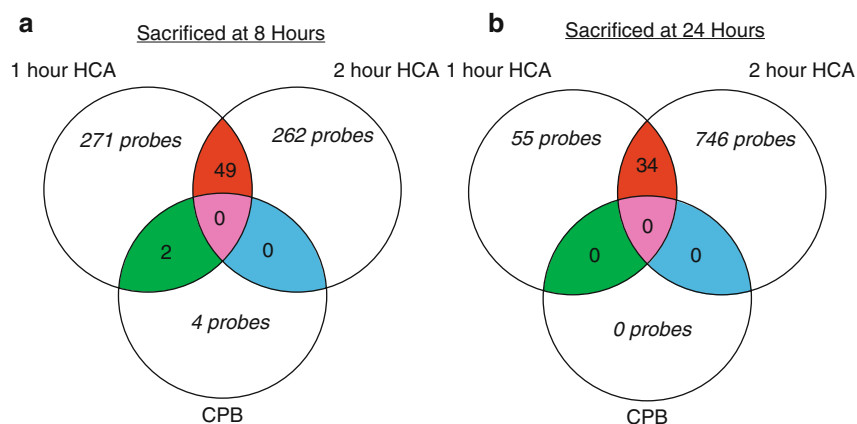 a
Sacrificed at 8 Hours
1 hour HCA
2 hour HCA
271 probes
262 probes
49
0
2
0
4 probes
CPB
b
Sacrificed at 24 Hours
1 hour HCA
2 hour HCA
55 probes
746 probes
34
0
0
0
0 probes
CPB